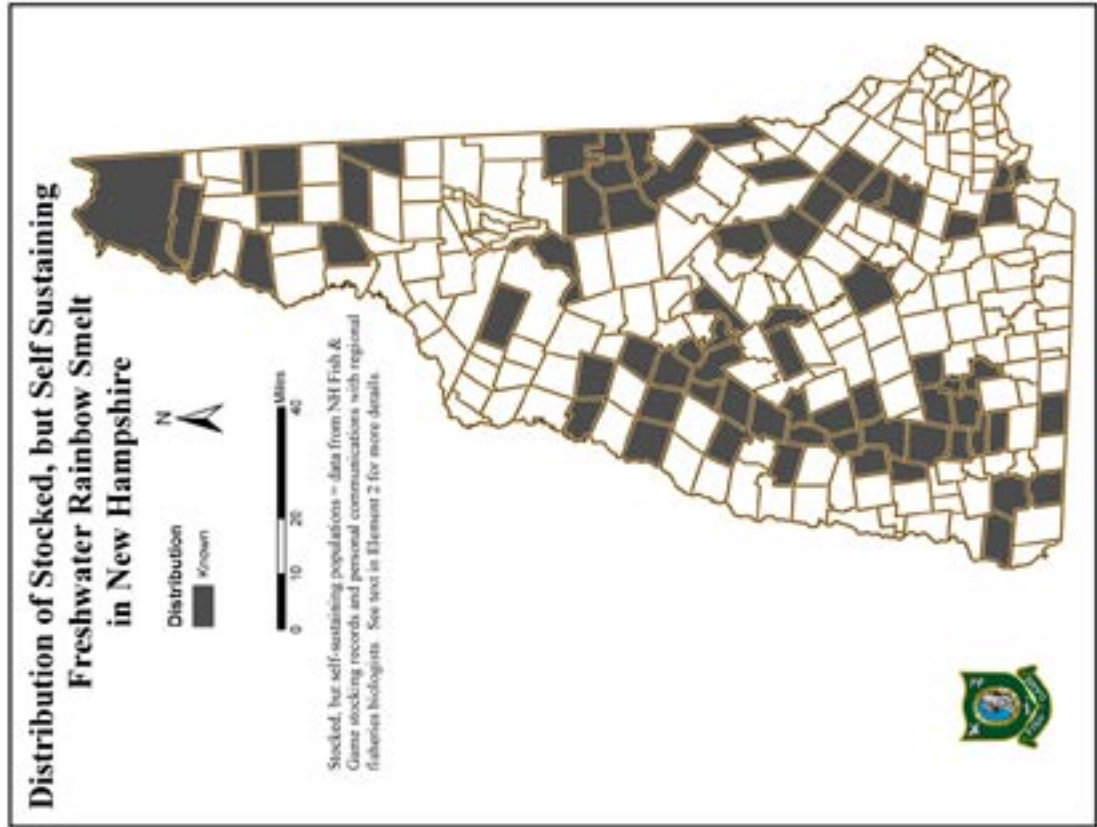 Distribution of Stocked, but Self Sustaining
Freshwater Rainbow Smelt
in New Hampshire
N
Distribution
Known
0 10 20 40
Miles
Stocked, but self-sustaining populations = data from NH Fish &
Game stocking records and personal communications with regional
fisheries biologists. See text in Element 2 for more details.